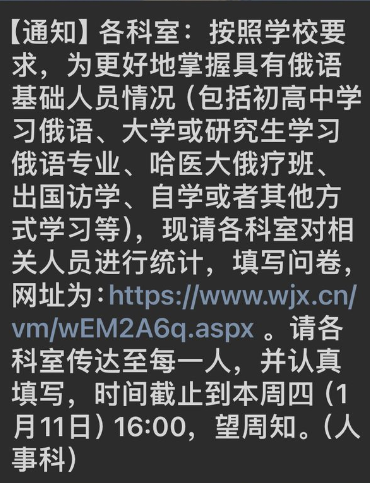 【通知】各科室：按照学校要
求，为更好地掌握具有俄语
基础人员情况（包括初高中学
习俄语、大学或研究生学习
俄语专业、哈医大俄疗班、
出国访学、自学或者其他方
式学习等），现请各科室对相
关人员进行统计，填写问卷，
网址为：https://www.wjx.cn/
vm/wEM2A6q.aspx 。请各
科室传达至每一人，并认真
填写，时间截止到本周四（1
月11日）16:00，望周知。（人
事科）